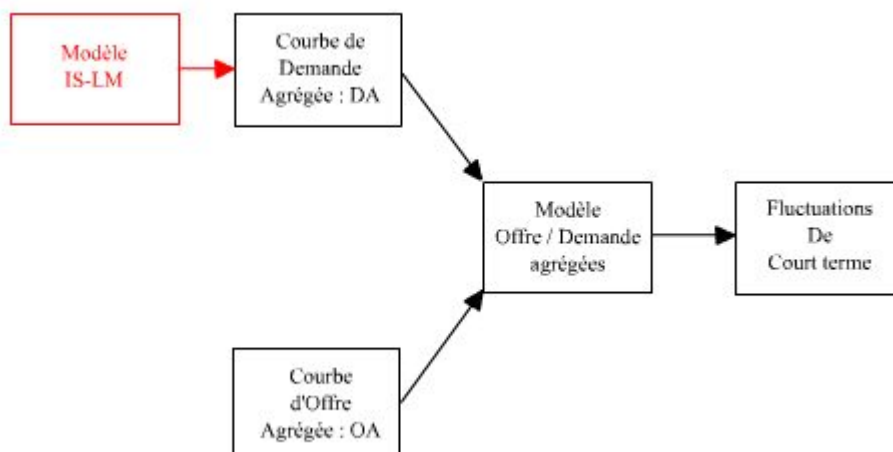 Modèle
IS-LM
Courbe de
Demande
Agrégée : DA
Modèle
Offre / Demande
agrégées
Fluctuations
De
Court terme
Courbe
d'Offre
Agrégée : OA